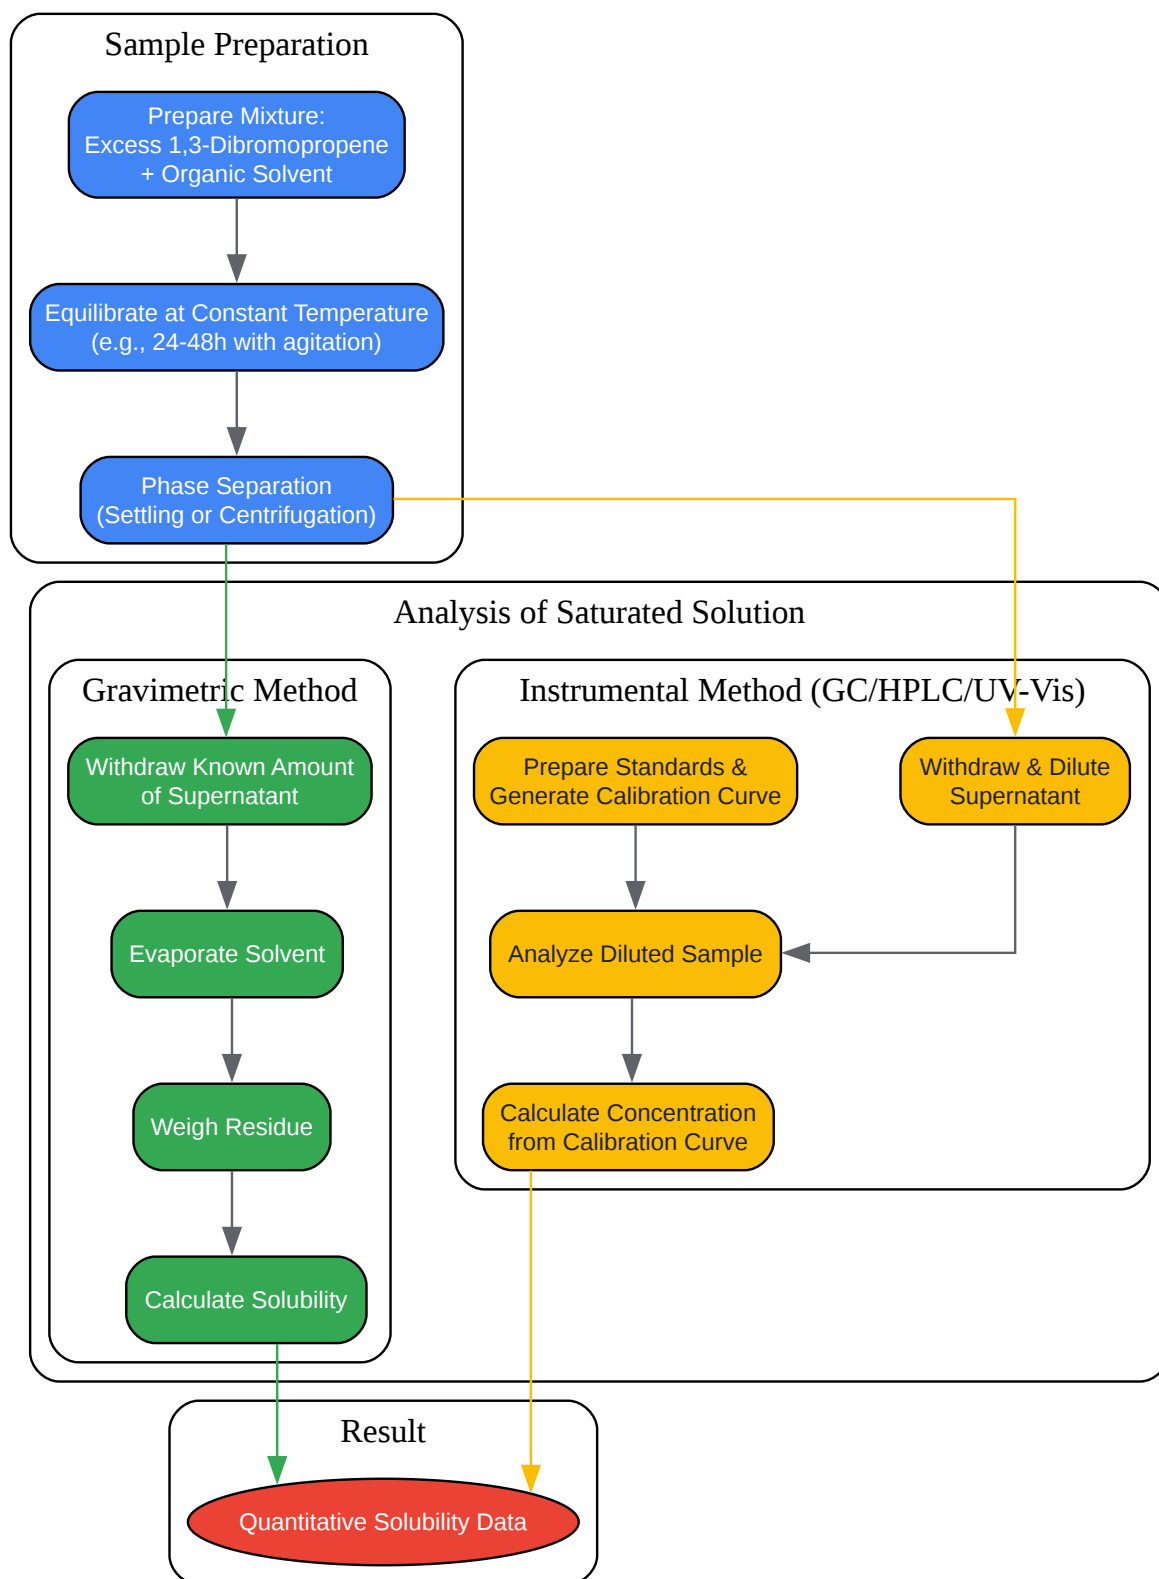 Sample Preparation
Prepare Mixture:
Excess 1,3-Dibromopropene
+ Organic Solvent
Equilibrate at Constant Temperature
(e.g., 24-48h with agitation)
Phase Separation
(Settling or Centrifugation)
Analysis of Saturated Solution
Gravimetric Method
Withdraw Known Amount
of Supernatant
Evaporate Solvent
Weigh Residue
Calculate Solubility
Instrumental Method (GC/HPLC/UV-Vis)
Prepare Standards &
Generate Calibration Curve
Withdraw & Dilute
Supernatant
Analyze Diluted Sample
Calculate Concentration
from Calibration Curve
Result
Quantitative Solubility Data